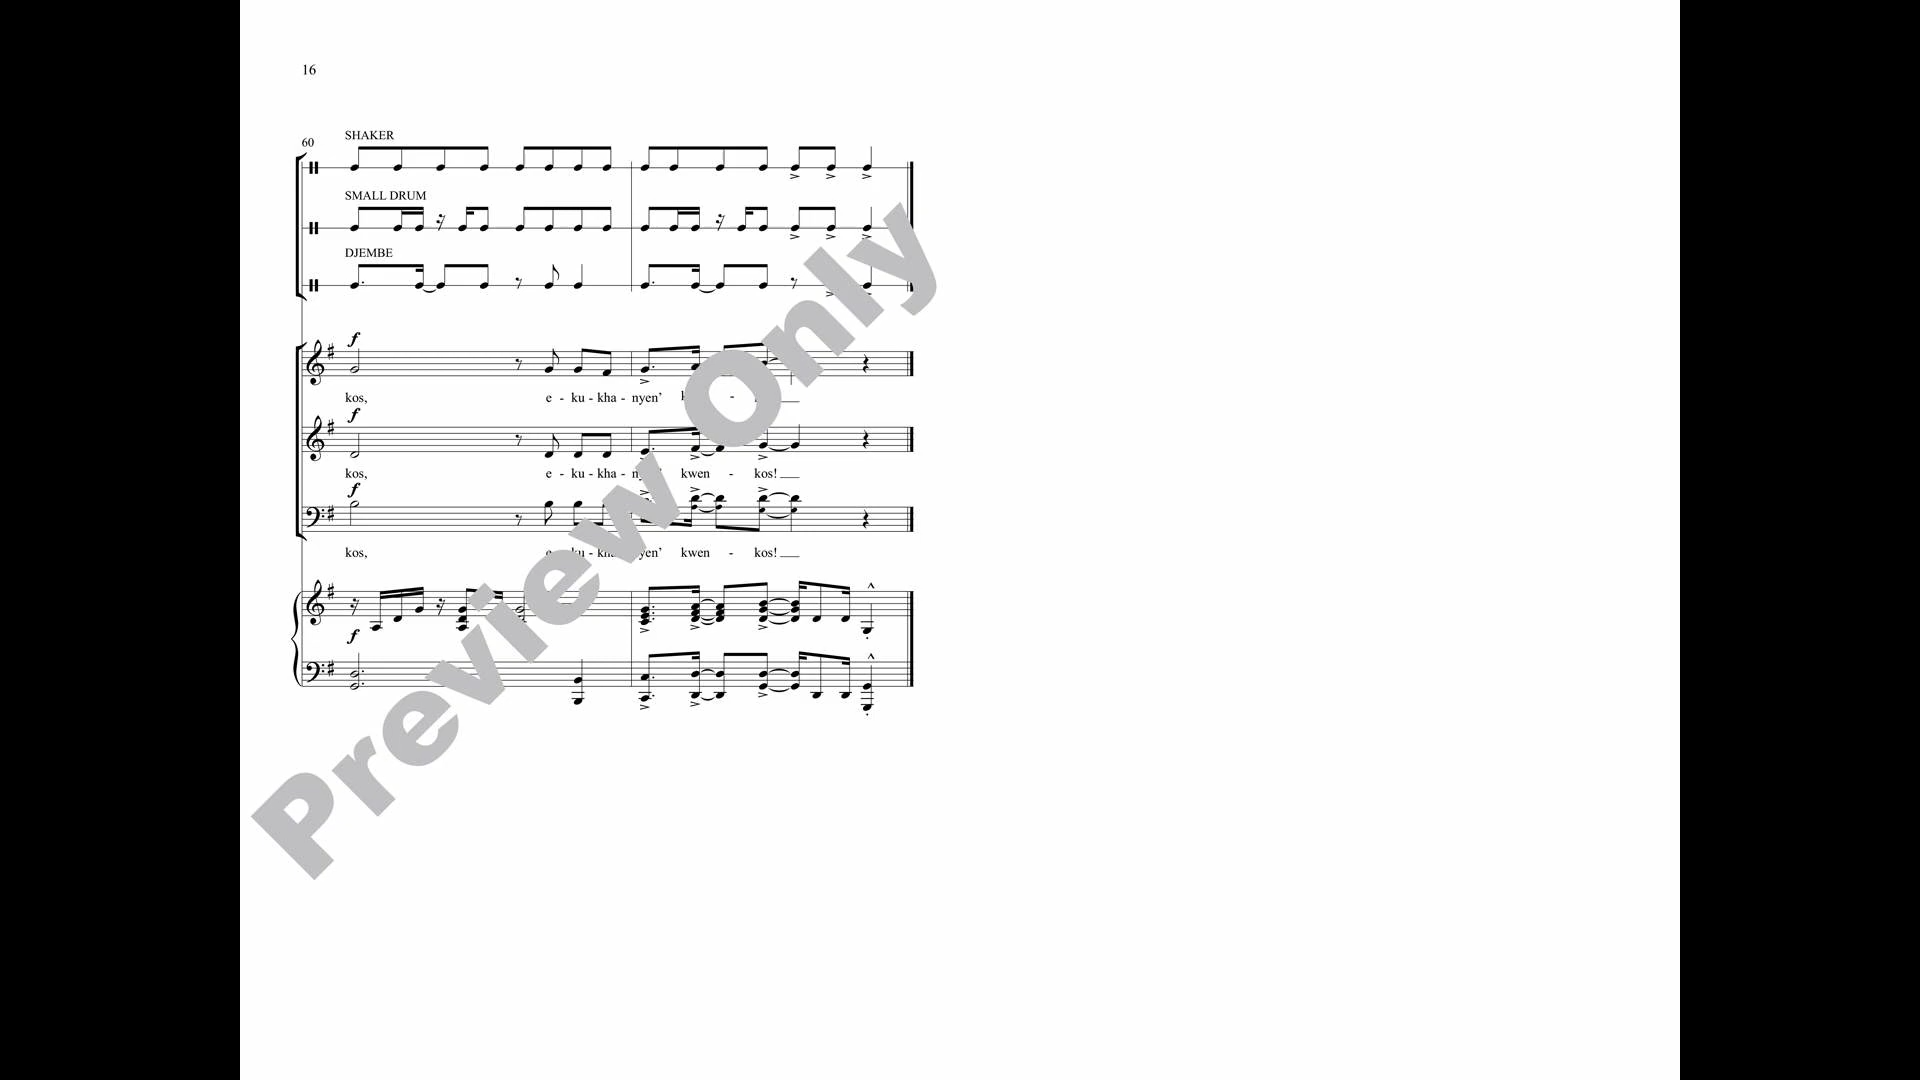 16
60
SHAKER
SMALL DRUM
DJEMBE
f
kos, e - ku - kha - nyen’
f
kos, e - ku - kha - kwen - kos!
f
kos, kwen - kos!
f
Preview Only